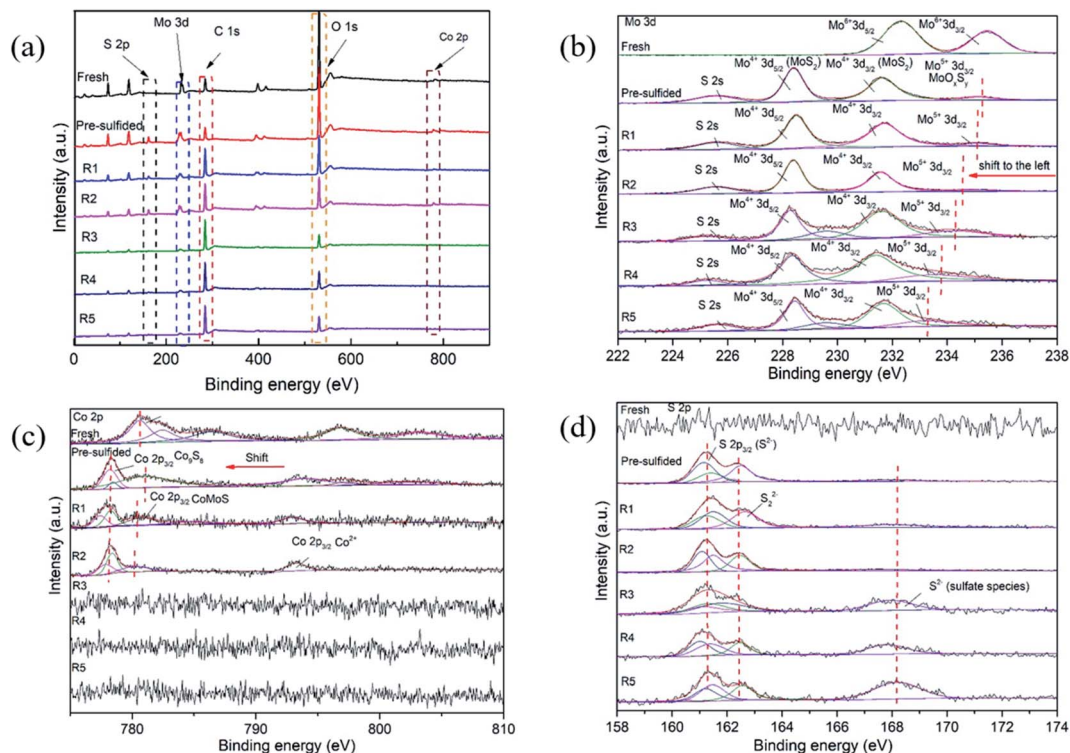 (a)
S 2p
Mo 3d
C 1s
O 1s
Co 2p
Fresh
Pre-sulfided
R1
R2
R3
R4
R5
Intensity (a.u.)
0 200 400 600 800
Binding energy (eV)
(b)
Mo 3d
Fresh
Mo6+3d5/2
Mo6+3d3/2
Pre-sulfided
S 2s
Mo4+ 3d5/2 (MoS2)
Mo4+ 3d3/2 (MoS2)
Mo5+ 3d3/2
MoOxSy
R1
S 2s
Mo4+ 3d5/2
Mo4+ 3d3/2
Mo5+ 3d3/2
R2
S 2s
Mo4+ 3d5/2
Mo4+ 3d3/2
Mo5+ 3d3/2
shift to the left
R3
S 2s
Mo4+ 3d5/2
Mo4+ 3d3/2
Mo5+ 3d3/2
R4
S 2s
Mo4+ 3d5/2
Mo4+ 3d3/2
Mo5+ 3d3/2
R5
S 2s
Mo4+ 3d5/2
Mo4+ 3d3/2
Mo5+ 3d3/2
Intensity (a.u.)
222 224 226 228 230 232 234 236 238
Binding energy (eV)
(c)
Co 2p
Fresh
Pre-sulfided
Co 2p3/2 Co9S8
Shift
R1
Co 2p3/2 CoMoS
R2
Co 2p3/2 Co2+
R3
R4
R5
Intensity (a.u.)
780 790 800 810
Binding energy (eV)
(d)
Fresh
S 2p
Pre-sulfided
S 2p3/2 (S2-)
R1
S22-
R2
R3
S2- (sulfate species)
R4
R5
Intensity (a.u.)
158 160 162 164 166 168 170 172 174
Binding energy (eV)